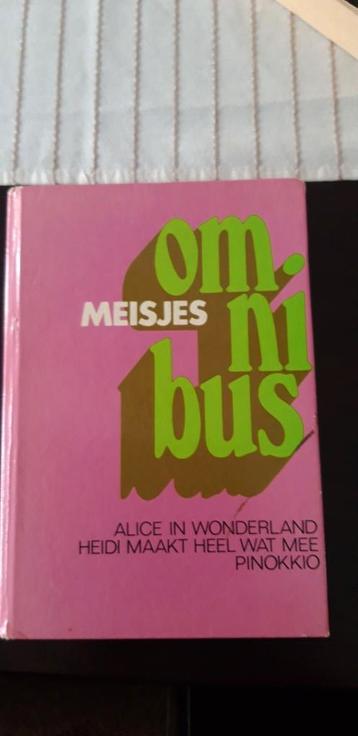 om.
MEISJES ni
bus
ALICE IN WONDERLAND
HEIDI MAAKT HEEL WAT MEE
PINOKKIO